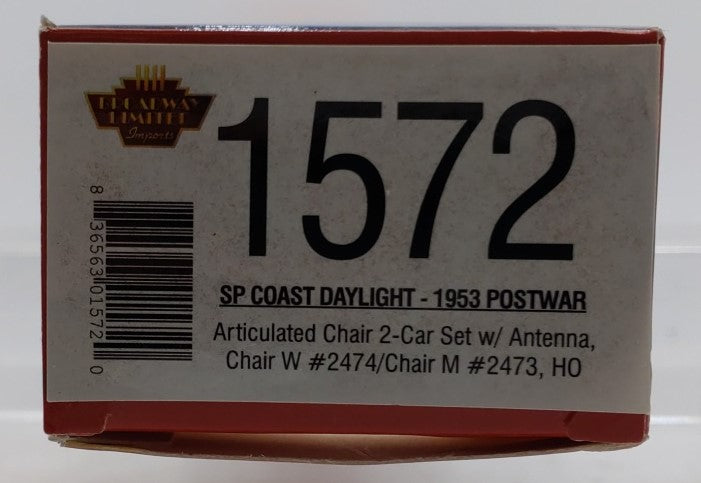 BROADWAY
LIMITED
Imports
1572
8 36563 01572 0
SP COAST DAYLIGHT - 1953 POSTWAR
Articulated Chair 2-Car Set w/ Antenna,
Chair W #2474/Chair M #2473, HO